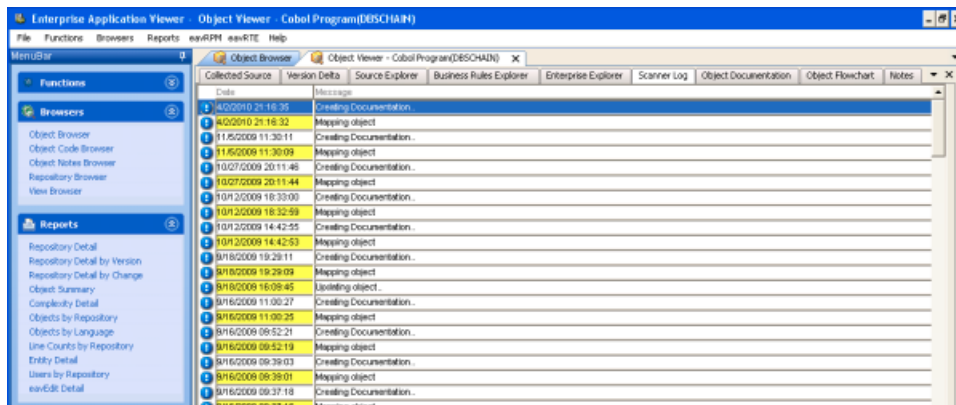 Enterprise Application Viewer - Object Viewer - Cobol Program(DBSCHAIN)
File Functions Browsers Reports eavRPM eavRTE Help
MenuBar
Object Browser Object Viewer - Cobol Program(DBSCHAIN) X
Collected Source Version Delta Source Explorer Business Rules Explorer Enterprise Explorer Scanner Log Object Documentation Object Flowchart Notes
Functions
Browsers
Object Browser
Object Code Browser
Object Notes Browser
Repository Browser
View Browser
Reports
Repository Detail
Repository Detail by Version
Repository Detail by Change
Object Summary
Complexity Detail
Objects by Repository
Objects by Language
Line Counts by Repository
Entity Detail
Users by Repository
eavEdit Detail
Date Message
4/2/2010 21:16:35 Creating Documentation..
4/2/2010 21:16:32 Mapping object
11/5/2009 11:30:11 Creating Documentation..
11/5/2009 11:30:09 Mapping object
10/27/2009 20:11:46 Creating Documentation..
10/27/2009 20:11:44 Mapping object
10/12/2009 18:33:00 Creating Documentation..
10/12/2009 18:32:59 Mapping object
10/12/2009 14:42:55 Creating Documentation..
10/12/2009 14:42:53 Mapping object
9/18/2009 19:29:11 Creating Documentation..
9/18/2009 19:29:09 Mapping object
9/18/2009 16:09:45 Updating object..
9/16/2009 11:00:27 Creating Documentation..
9/16/2009 11:00:25 Mapping object
9/16/2009 09:52:21 Creating Documentation..
9/16/2009 09:52:19 Mapping object
9/16/2009 09:39:03 Creating Documentation..
9/16/2009 09:39:01 Mapping object
9/16/2009 09:37:18 Creating Documentation..